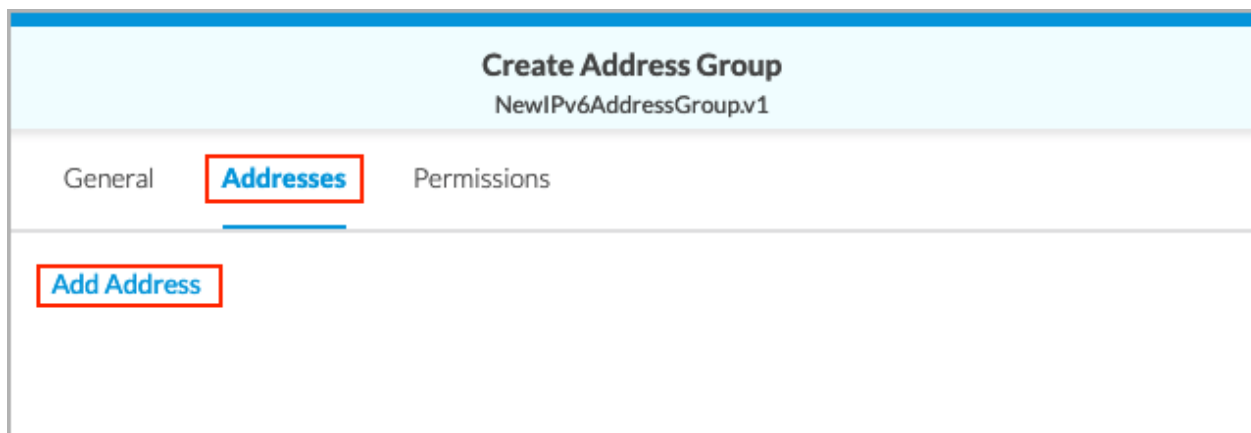 Create Address Group
NewIPv6AddressGroup.v1
General Addresses Permissions
Add Address